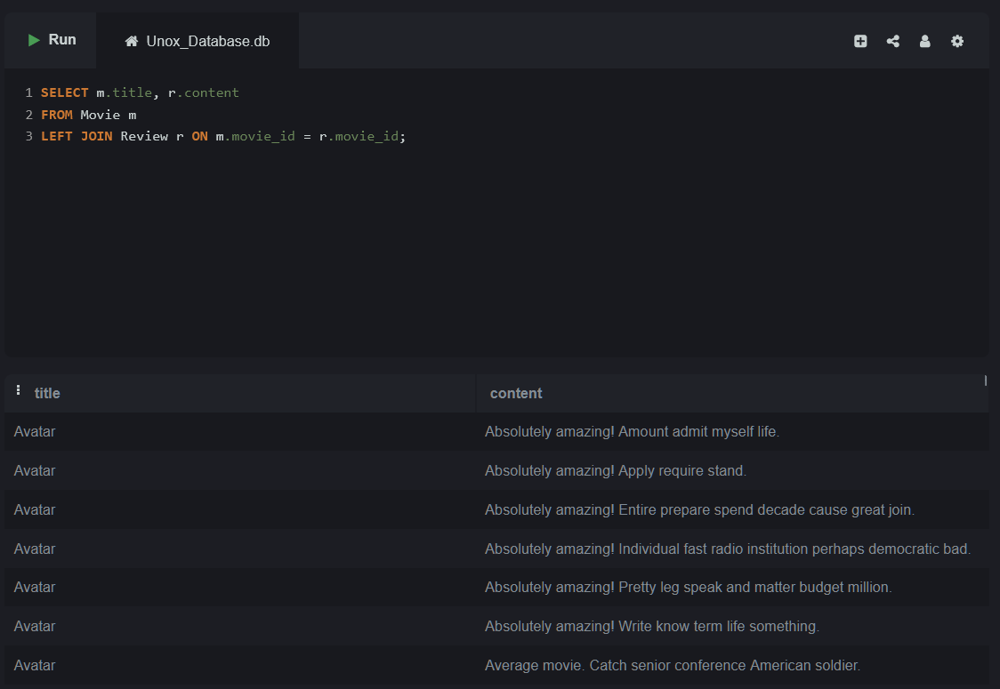 Run
Unox_Database.db
1 SELECT m.title, r.content
2 FROM Movie m
3 LEFT JOIN Review r ON m.movie_id = r.movie_id;
title content
Avatar Absolutely amazing! Amount admit myself life.
Avatar Absolutely amazing! Apply require stand.
Avatar Absolutely amazing! Entire prepare spend decade cause great join.
Avatar Absolutely amazing! Individual fast radio institution perhaps democratic bad.
Avatar Absolutely amazing! Pretty leg speak and matter budget million.
Avatar Absolutely amazing! Write know term life something.
Avatar Average movie. Catch senior conference American soldier.